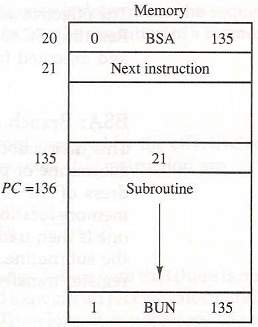 Memory
20 0 BSA 135
21 Next instruction
135 21
PC =136 Subroutine
1 BUN 135